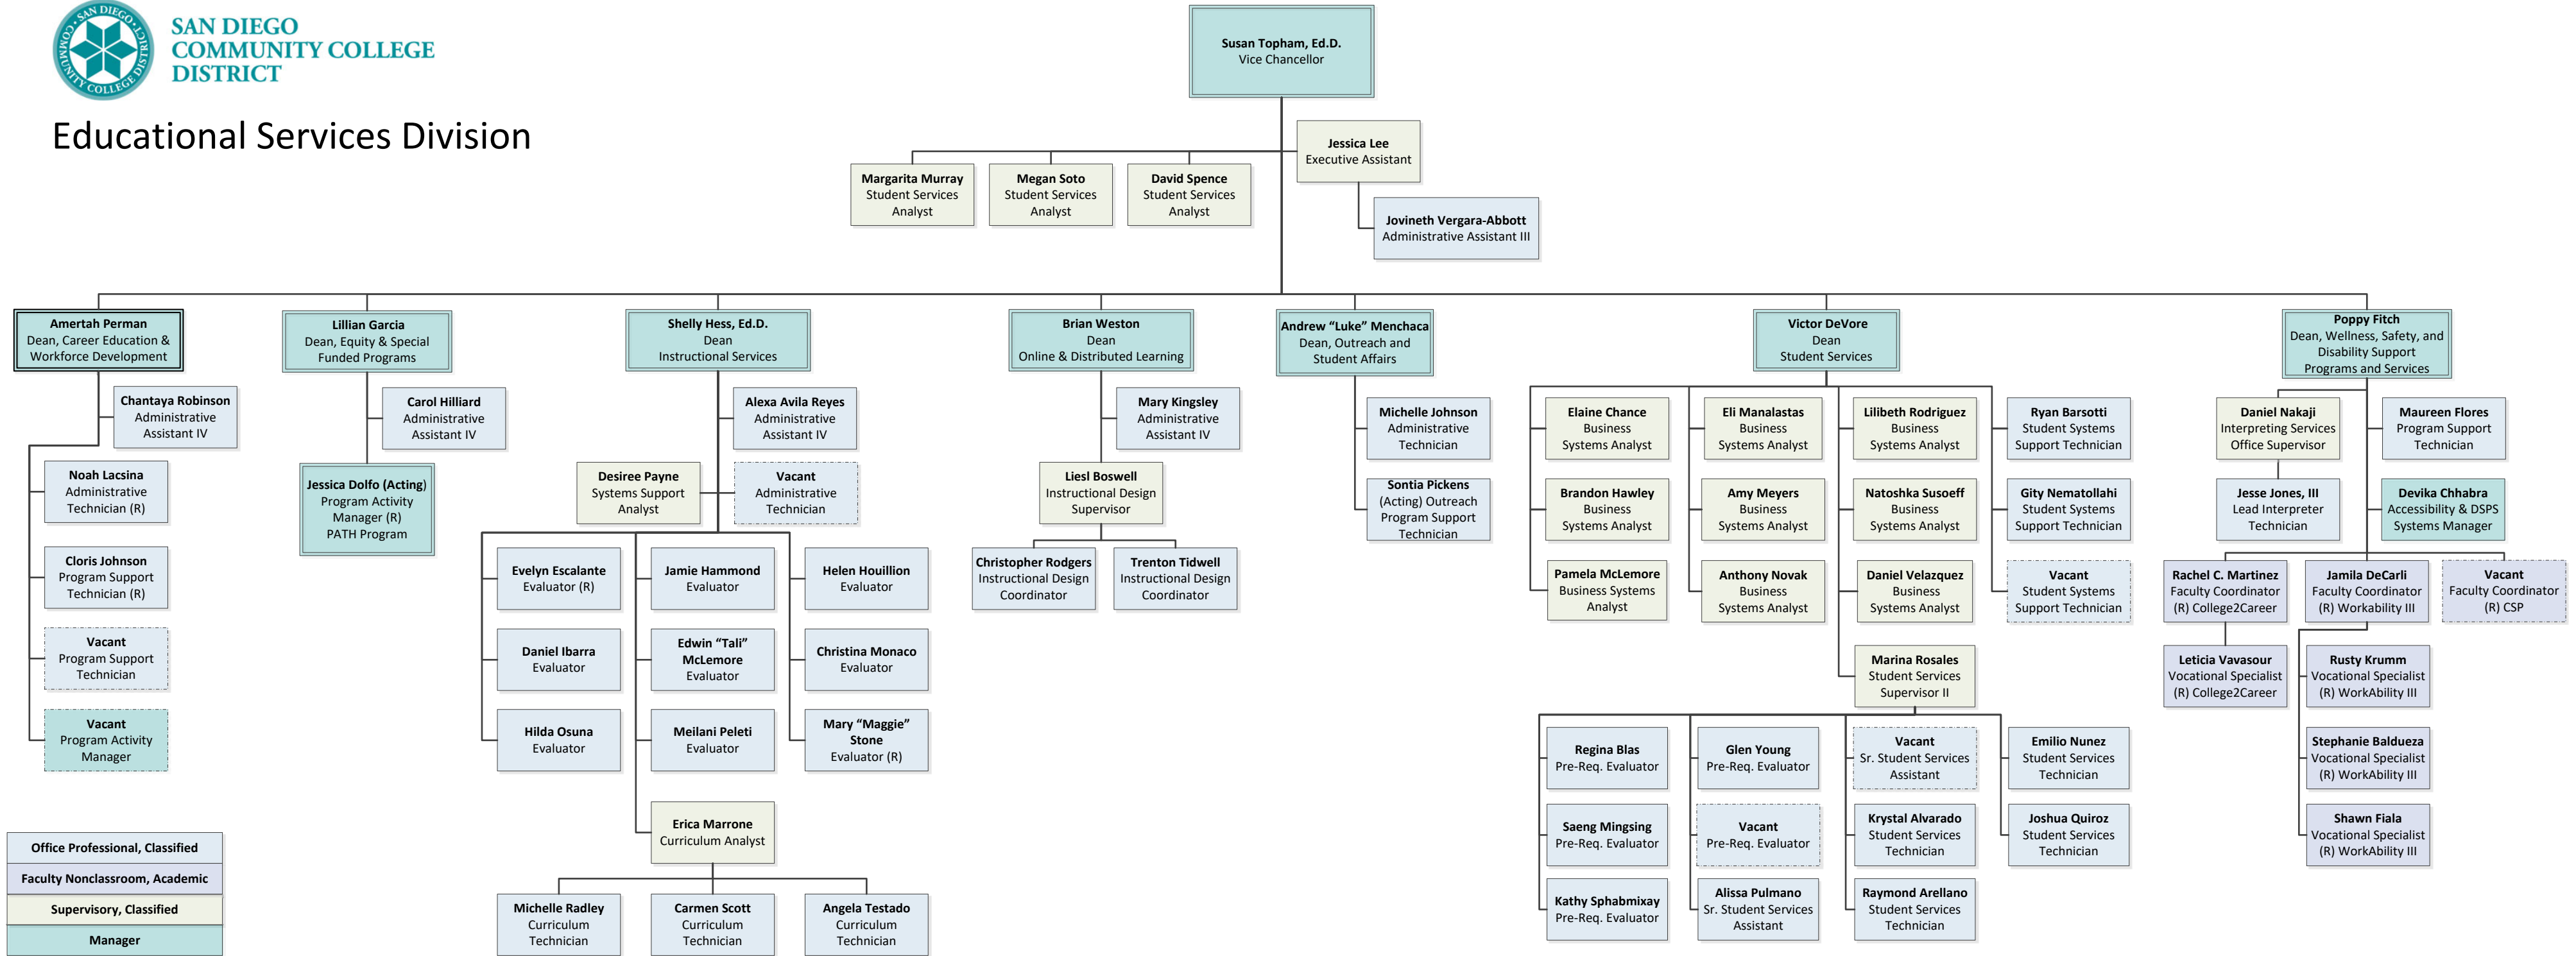 SAN DIEGO
COMMUNITY COLLEGE
DISTRICT
SAN DIEGO
COMMUNITY COLLEGE DISTRICT
Educational Services Division
Susan Topham, Ed.D.
Vice Chancellor
Jessica Lee
Executive Assistant
Margarita Murray
Student Services
Analyst
Megan Soto
Student Services
Analyst
David Spence
Student Services
Analyst
Jovineth Vergara-Abbott
Administrative Assistant III
Amertah Perman
Dean, Career Education &
Workforce Development
Chantaya Robinson
Administrative
Assistant IV
Noah Lacsina
Administrative
Technician (R)
Cloris Johnson
Program Support
Technician (R)
Vacant
Program Support
Technician
Vacant
Program Activity
Manager
Lillian Garcia
Dean, Equity & Special
Funded Programs
Carol Hilliard
Administrative
Assistant IV
Jessica Dolfo (Acting)
Program Activity
Manager (R)
PATH Program
Shelly Hess, Ed.D.
Dean
Instructional Services
Alexa Avila Reyes
Administrative
Assistant IV
Desiree Payne
Systems Support
Analyst
Vacant
Administrative
Technician
Evelyn Escalante
Evaluator (R)
Jamie Hammond
Evaluator
Helen Houillion
Evaluator
Daniel Ibarra
Evaluator
Edwin “Tali”
McLemore
Evaluator
Christina Monaco
Evaluator
Hilda Osuna
Evaluator
Meilani Peleti
Evaluator
Mary “Maggie”
Stone
Evaluator (R)
Erica Marrone
Curriculum Analyst
Michelle Radley
Curriculum
Technician
Carmen Scott
Curriculum
Technician
Angela Testado
Curriculum
Technician
Brian Weston
Dean
Online & Distributed Learning
Mary Kingsley
Administrative
Assistant IV
Liesl Boswell
Instructional Design
Supervisor
Christopher Rodgers
Instructional Design
Coordinator
Trenton Tidwell
Instructional Design
Coordinator
Andrew “Luke” Menchaca
Dean, Outreach and
Student Affairs
Michelle Johnson
Administrative
Technician
Sontia Pickens
(Acting) Outreach
Program Support
Technician
Victor DeVore
Dean
Student Services
Elaine Chance
Business
Systems Analyst
Eli Manalastas
Business
Systems Analyst
Lilibeth Rodriguez
Business
Systems Analyst
Ryan Barsotti
Student Systems
Support Technician
Brandon Hawley
Business
Systems Analyst
Amy Meyers
Business
Systems Analyst
Natoshka Susoeff
Business
Systems Analyst
Gity Nematollahi
Student Systems
Support Technician
Pamela McLemore
Business Systems
Analyst
Anthony Novak
Business
Systems Analyst
Daniel Velazquez
Business
Systems Analyst
Vacant
Student Systems
Support Technician
Marina Rosales
Student Services
Supervisor II
Regina Blas
Pre-Req. Evaluator
Glen Young
Pre-Req. Evaluator
Vacant
Sr. Student Services
Assistant
Emilio Nunez
Student Services
Technician
Saeng Mingsing
Pre-Req. Evaluator
Vacant
Pre-Req. Evaluator
Krystal Alvarado
Student Services
Technician
Joshua Quiroz
Student Services
Technician
Kathy Sphabmixay
Pre-Req. Evaluator
Alissa Pulmano
Sr. Student Services
Assistant
Raymond Arellano
Student Services
Technician
Poppy Fitch
Dean, Wellness, Safety, and
Disability Support
Programs and Services
Daniel Nakaji
Interpreting Services
Office Supervisor
Maureen Flores
Program Support
Technician
Jesse Jones, III
Lead Interpreter
Technician
Devika Chhabra
Accessibility & DSPS
Systems Manager
Rachel C. Martinez
Faculty Coordinator
(R) College2Career
Jamila DeCarli
Faculty Coordinator
(R) Workability III
Vacant
Faculty Coordinator
(R) CSP
Leticia Vavasour
Vocational Specialist
(R) College2Career
Rusty Krumm
Vocational Specialist
(R) WorkAbility III
Stephanie Baldueza
Vocational Specialist
(R) WorkAbility III
Shawn Fiala
Vocational Specialist
(R) WorkAbility III
Office Professional, Classified
Faculty Nonclassroom, Academic
Supervisory, Classified
Manager